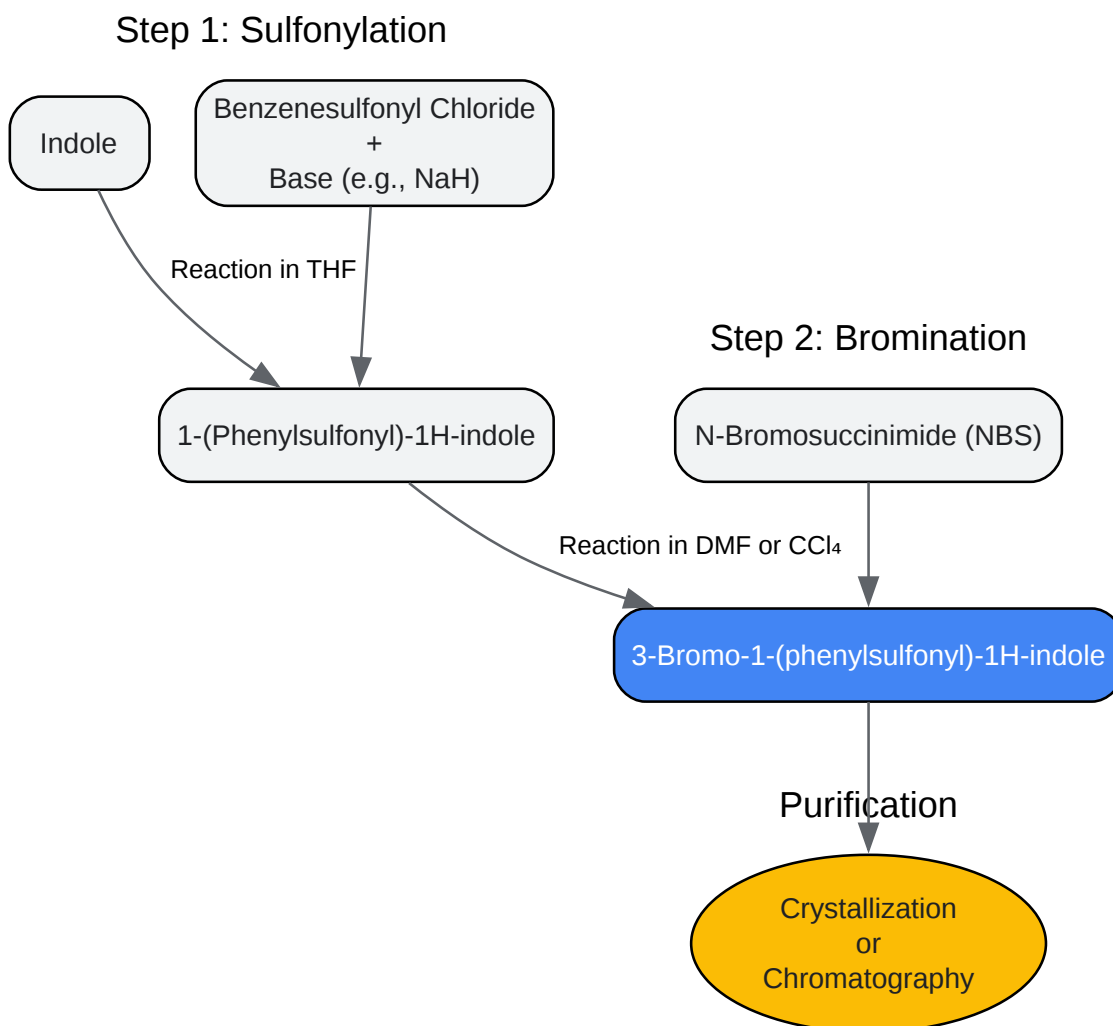 Step 1: Sulfonylation
Indole
Benzenesulfonyl Chloride
+
Base (e.g., NaH)
Reaction in THF
Step 2: Bromination
1-(Phenylsulfonyl)-1H-indole
N-Bromosuccinimide (NBS)
Reaction in DMF or CCl₄
3-Bromo-1-(phenylsulfonyl)-1H-indole
Purification
Crystallization
or
Chromatography